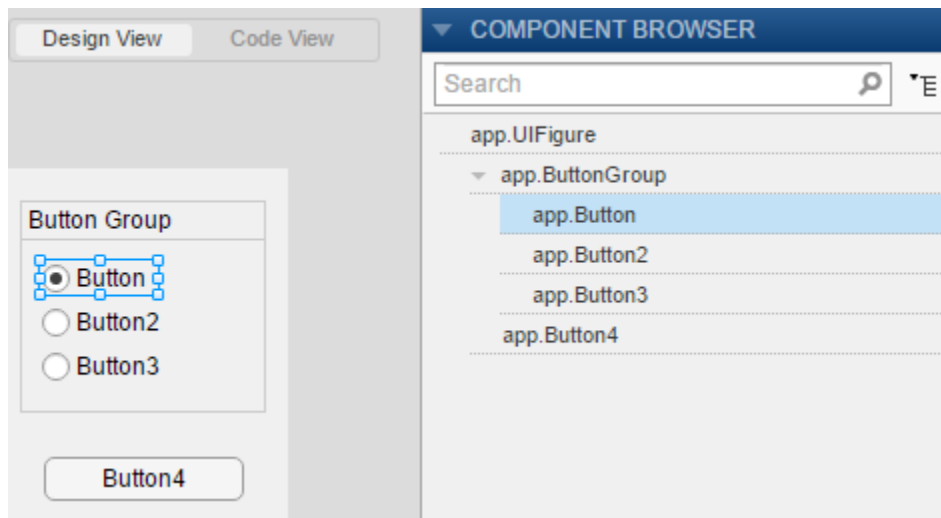 Design View
Code View
COMPONENT BROWSER
Search
app.UIFigure
app.ButtonGroup
app.Button
app.Button2
app.Button3
app.Button4
Button Group
Button
Button2
Button3
Button4